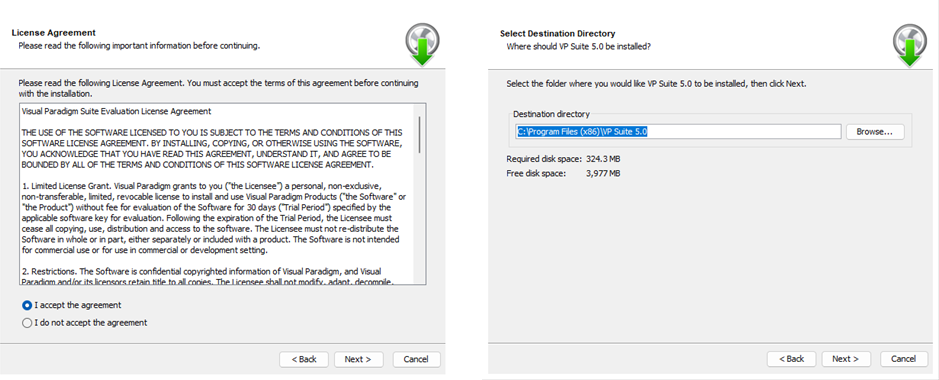 License Agreement
Please read the following important information before continuing.
Please read the following License Agreement. You must accept the terms of this agreement before continuing
with the installation.
Visual Paradigm Suite Evaluation License Agreement
THE USE OF THE SOFTWARE LICENSED TO YOU IS SUBJECT TO THE TERMS AND CONDITIONS OF THIS
SOFTWARE LICENSE AGREEMENT. BY INSTALLING, COPYING, OR OTHERWISE USING THE SOFTWARE,
YOU ACKNOWLEDGE THAT YOU HAVE READ THIS AGREEMENT, UNDERSTAND IT, AND AGREE TO BE
BOUNDED BY ALL OF THE TERMS AND CONDITIONS OF THIS SOFTWARE LICENSE AGREEMENT.
1. Limited License Grant. Visual Paradigm grants to you ("the Licensee") a personal, non-exclusive,
non-transferable, limited, revocable license to install and use Visual Paradigm Products ("the Software" or
"the Product") without fee for evaluation of the Software for 30 days ("Trial Period") specified by the
applicable software key for evaluation. Following the expiration of the Trial Period, the Licensee must
cease all copying, use, distribution and access to the software. The Licensee must not re-distribute the
Software in whole or in part, either separately or included with a product. The Software is not intended
for commercial use or for use in commercial or development setting.
2. Restrictions. The Software is confidential copyrighted information of Visual Paradigm, and Visual
Paradigm and/or its licensors retain title to all copies. The Licensee shall not modify, adapt, decompile,
I accept the agreement
I do not accept the agreement
< Back
Next >
Cancel
Select Destination Directory
Where should VP Suite 5.0 be installed?
Select the folder where you would like VP Suite 5.0 to be installed, then click Next.
Destination directory
C:\Program Files (x86)\VP Suite 5.0
Browse...
Required disk space: 324.3 MB
Free disk space: 3,977 MB
< Back
Next >
Cancel